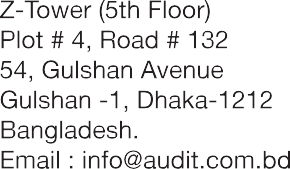 Z-Tower (5th Floor)
Plot # 4, Road # 132
54, Gulshan Avenue
Gulshan -1, Dhaka-1212
Bangladesh.
Email : info@audit.com.bd